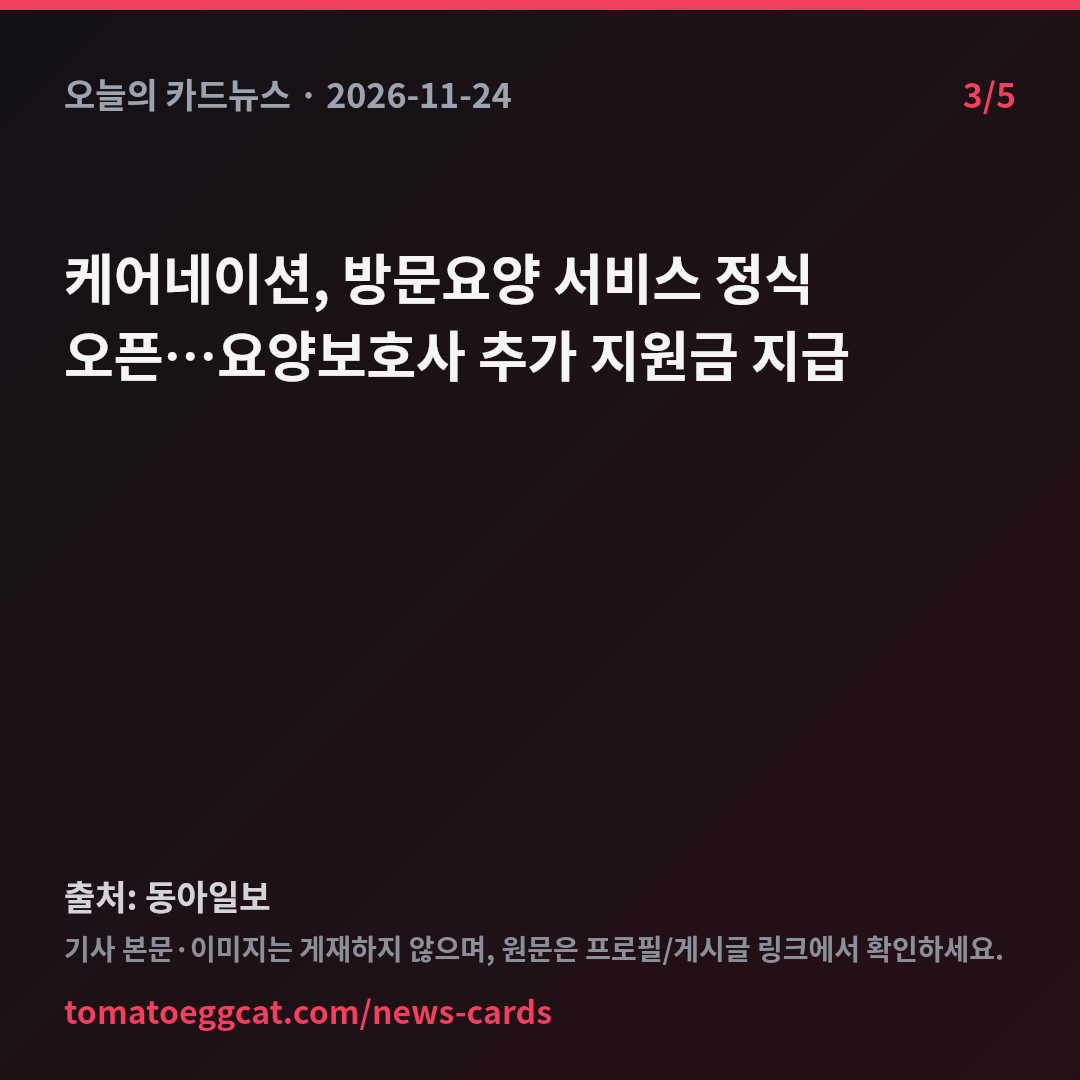 오늘의 카드뉴스 · 2026-11-24
3/5
케어네이션, 방문요양 서비스 정식
오픈…요양보호사 추가 지원금 지급
출처: 동아일보
기사 본문·이미지는 게재하지 않으며, 원문은 프로필/게시글 링크에서 확인하세요.
tomatoeggcat.com/news-cards